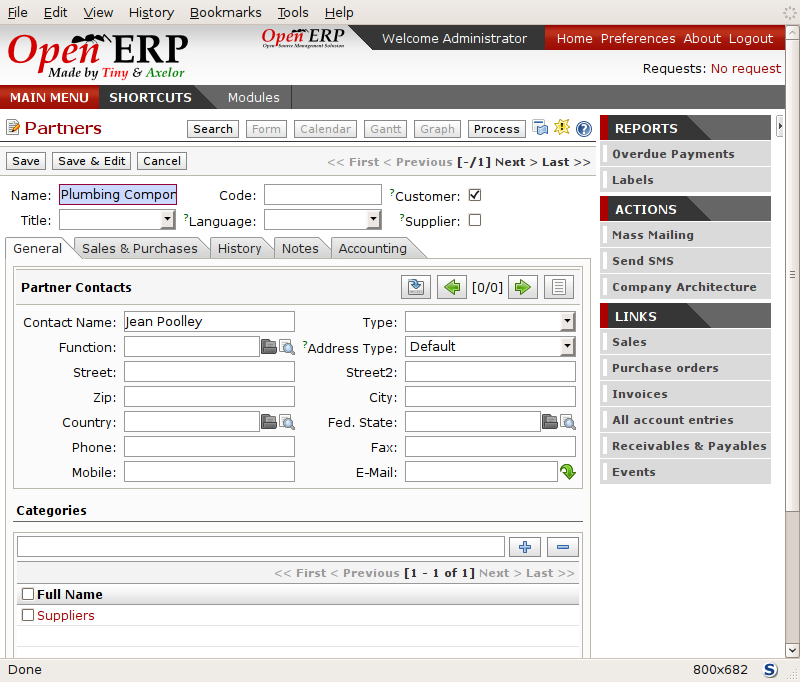 File Edit View History Bookmarks Tools Help
Open ERP
Made by Tiny & Axelor
Open ERP
Open Source Management Solution
Welcome Administrator
Home Preferences About Logout
Requests: No request
MAIN MENU SHORTCUTS Modules
Partners Search Form Calendar Gantt Graph Process ?
Save Save & Edit Cancel << First < Previous [-/1] Next > Last >>
Name: Plumbing Compon Code: ?Customer:
Title: ?Language: ?Supplier:
General Sales & Purchases History Notes Accounting
Partner Contacts [0/0]
Contact Name: Jean Poolley Type:
Function: ?Address Type: Default
Street: Street2:
Zip: City:
Country: Fed. State:
Phone: Fax:
Mobile: E-Mail:
Categories
<< First < Previous [1 - 1 of 1] Next > Last >>
Full Name
Suppliers
REPORTS
Overdue Payments
Labels
ACTIONS
Mass Mailing
Send SMS
Company Architecture
LINKS
Sales
Purchase orders
Invoices
All account entries
Receivables & Payables
Events
Done 800x682 S